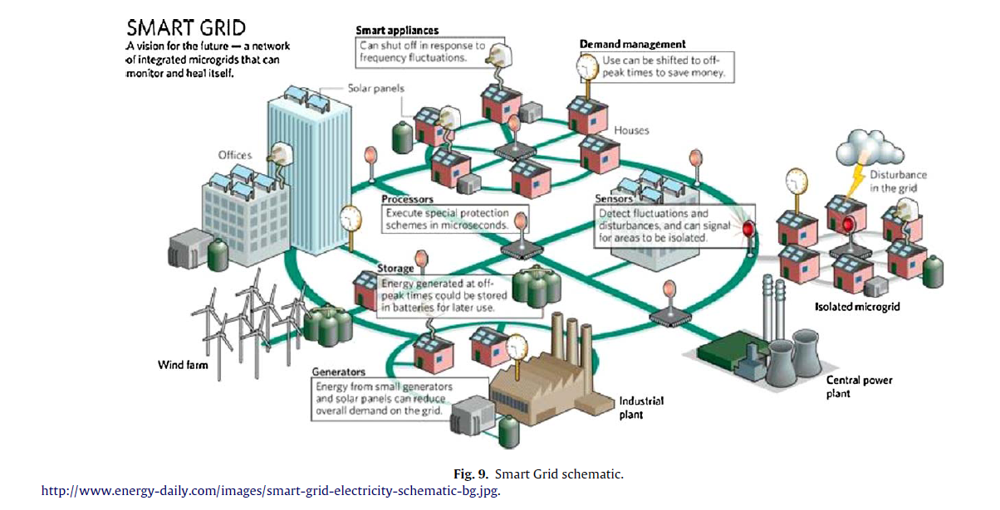 SMART GRID
A vision for the future — a network
of integrated microgrids that can
monitor and heal itself.
Smart appliances
Can shut off in response to
frequency fluctuations.
Demand management
Use can be shifted to off-
peak times to save money.
Solar panels
Houses
Offices
Disturbance
in the grid
Processors
Execute special protection
schemes in microseconds.
Sensors
Detect fluctuations and
disturbances, and can signal
for areas to be isolated.
Storage
Energy generated at off-
peak times could be stored
in batteries for later use.
Isolated microgrid
Wind farm
Generators
Energy from small generators
and solar panels can reduce
overall demand on the grid.
Central power
plant
Industrial
plant
Fig. 9. Smart Grid schematic.
http://www.energy-daily.com/images/smart-grid-electricity-schematic-bg.jpg.